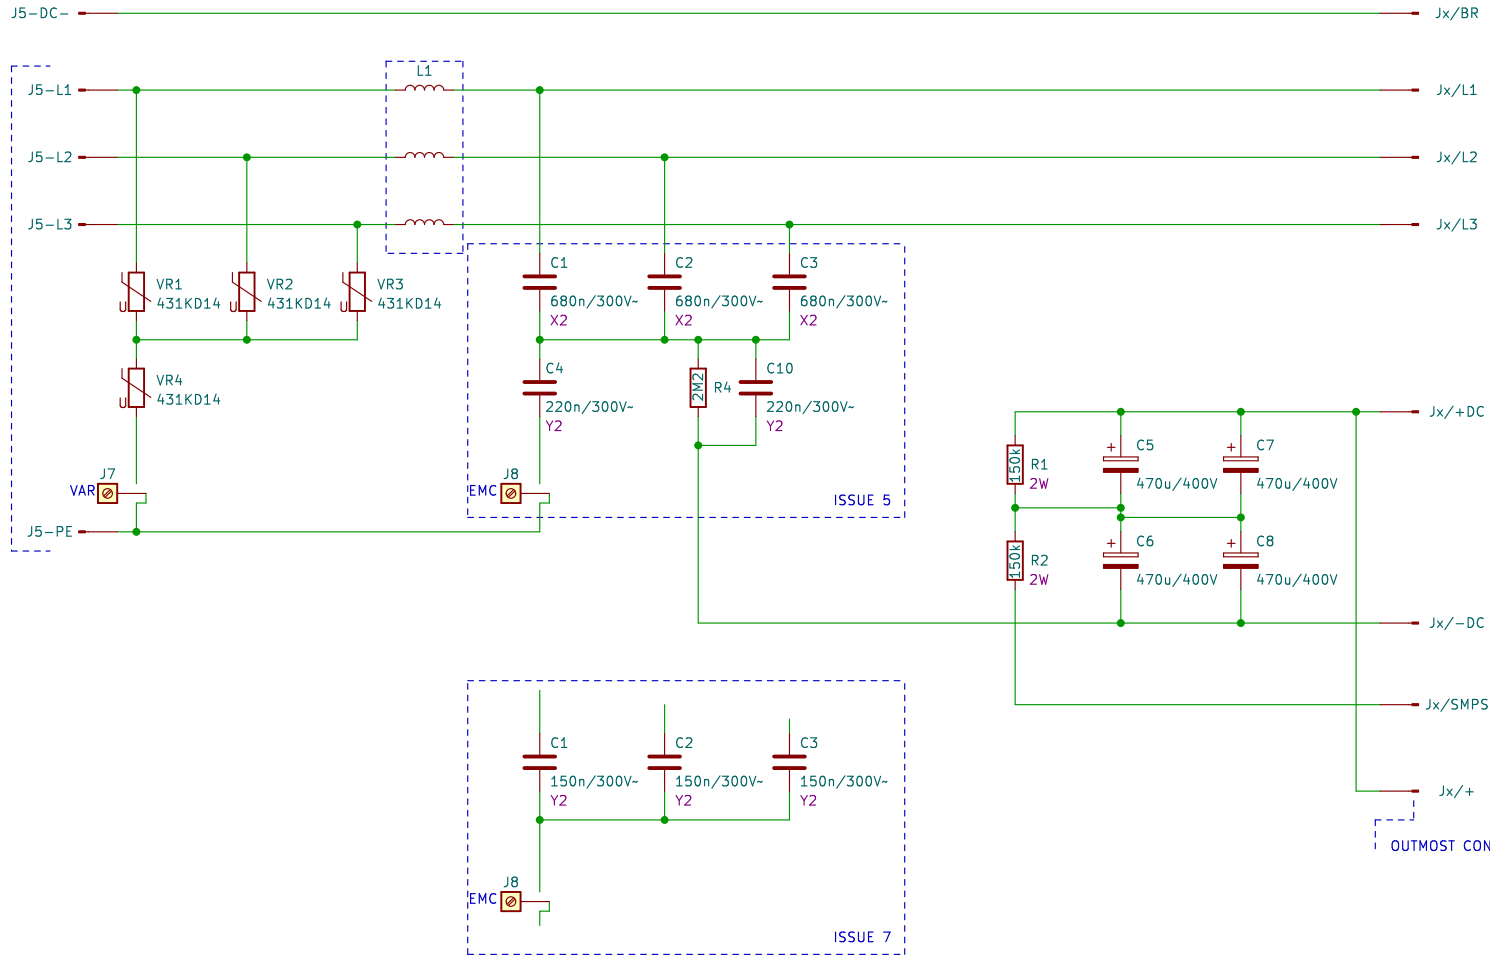 J5-DC-
Jx/BR
L1
J5-L1
Jx/L1
J5-L2
Jx/L2
J5-L3
Jx/L3
VR1
431KD14
U
VR2
431KD14
U
VR3
431KD14
U
C1
680n/300V~
X2
C2
680n/300V~
X2
C3
680n/300V~
X2
VR4
431KD14
U
C4
220n/300V~
Y2
2M2
R4
C10
220n/300V~
Y2
Jx/+DC
J7
VAR
J8
EMC
ISSUE 5
150k
R1
2W
+
C5
470u/400V
+
C7
470u/400V
J5-PE
150k
R2
2W
+
C6
470u/400V
+
C8
470u/400V
Jx/-DC
Jx/SMPS
C1
150n/300V~
Y2
C2
150n/300V~
Y2
C3
150n/300V~
Y2
Jx/+
OUTMOST CON
J8
EMC
ISSUE 7